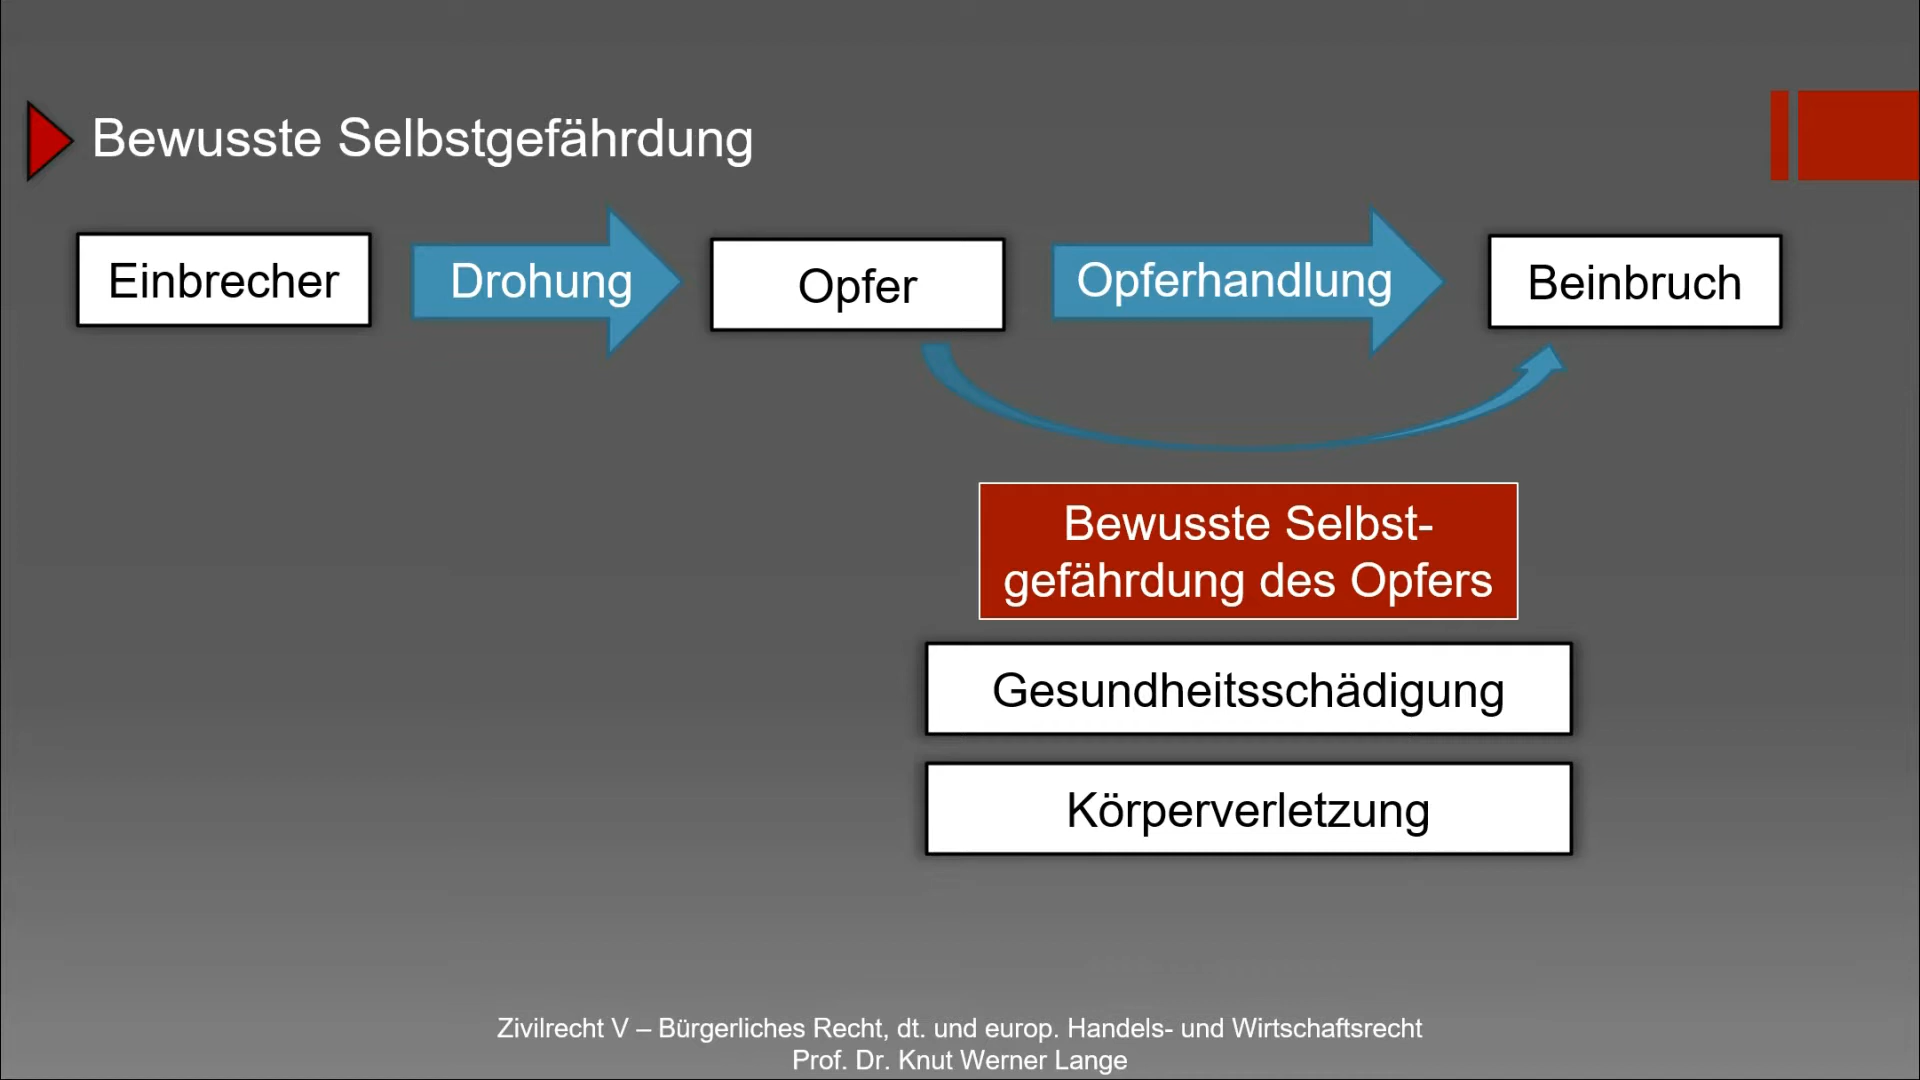 Bewusste Selbstgefährdung
Einbrecher
Drohung
Opfer
Opferhandlung
Beinbruch
Bewusste Selbst-
gefährdung des Opfers
Gesundheitsschädigung
Körperverletzung
Zivilrecht V – Bürgerliches Recht, dt. und europ. Handels- und Wirtschaftsrecht
Prof. Dr. Knut Werner Lange